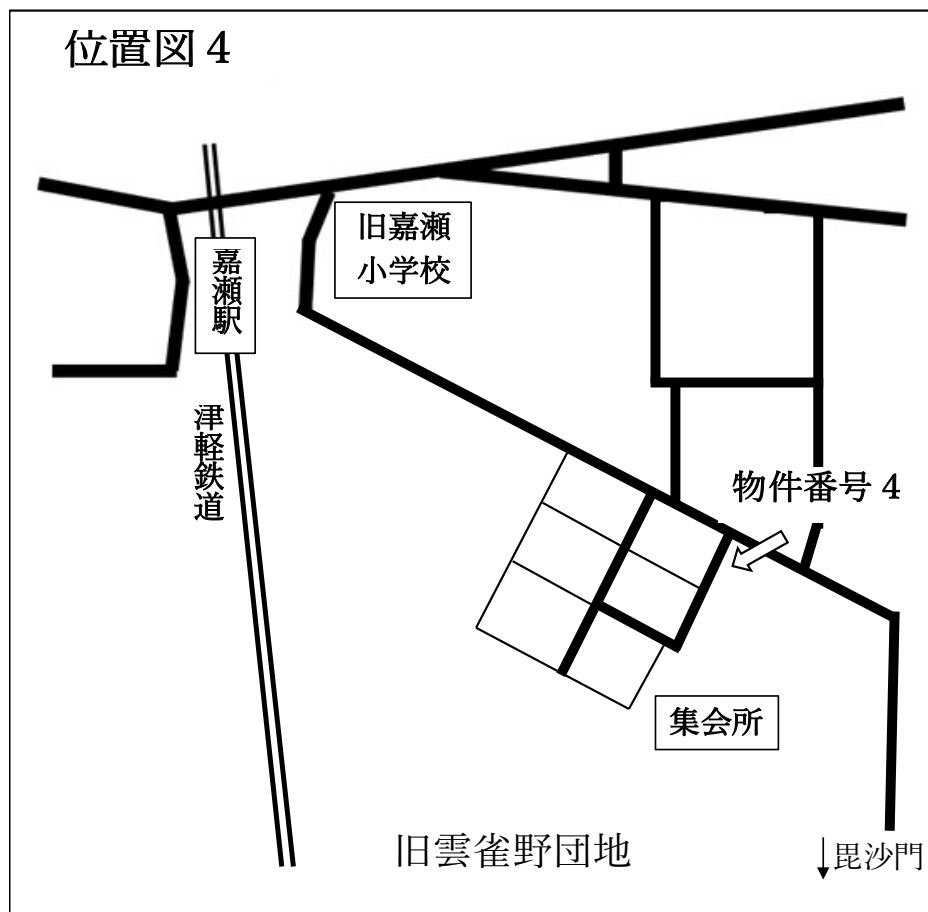 位置図４
旧嘉瀬
小学校
嘉瀬駅
津軽鉄道
物件番号４
集会所
旧雲雀野団地
↓毘沙門